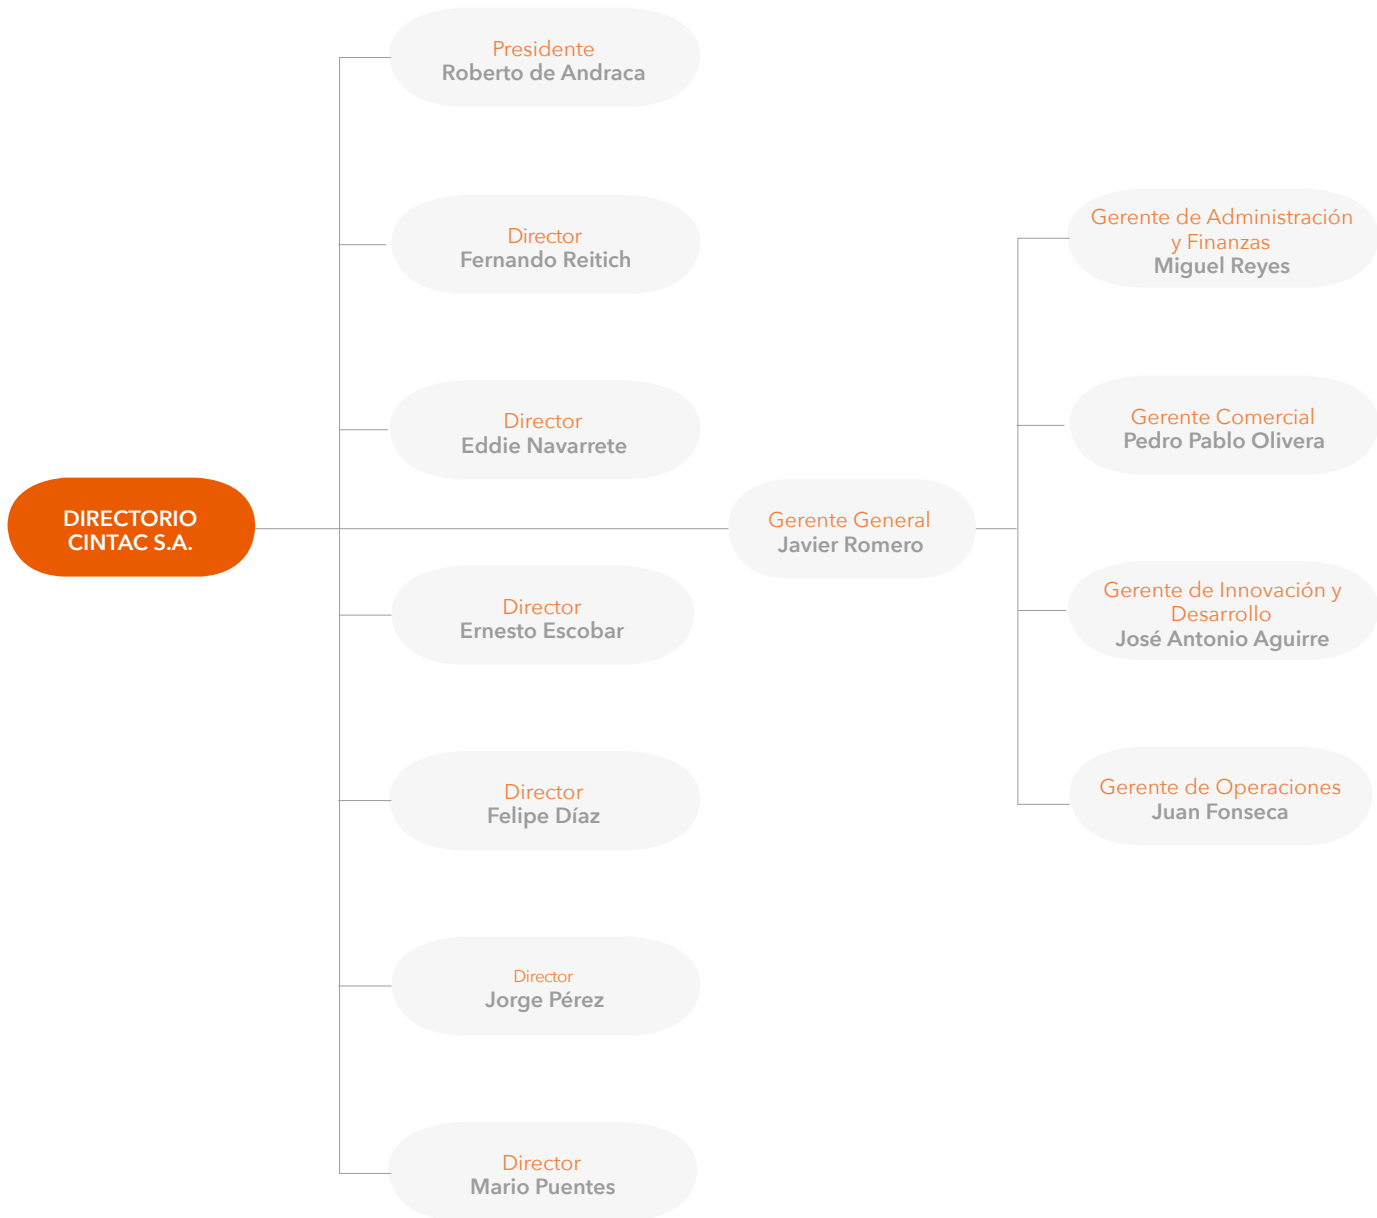 DIRECTORIO
CINTAC S.A.
Presidente
Roberto de Andraca
Director
Fernando Reitich
Director
Eddie Navarrete
Director
Ernesto Escobar
Director
Felipe Díaz
Director
Jorge Pérez
Director
Mario Puentes
Gerente General
Javier Romero
Gerente de Administración
y Finanzas
Miguel Reyes
Gerente Comercial
Pedro Pablo Olivera
Gerente de Innovación y
Desarrollo
José Antonio Aguirre
Gerente de Operaciones
Juan Fonseca